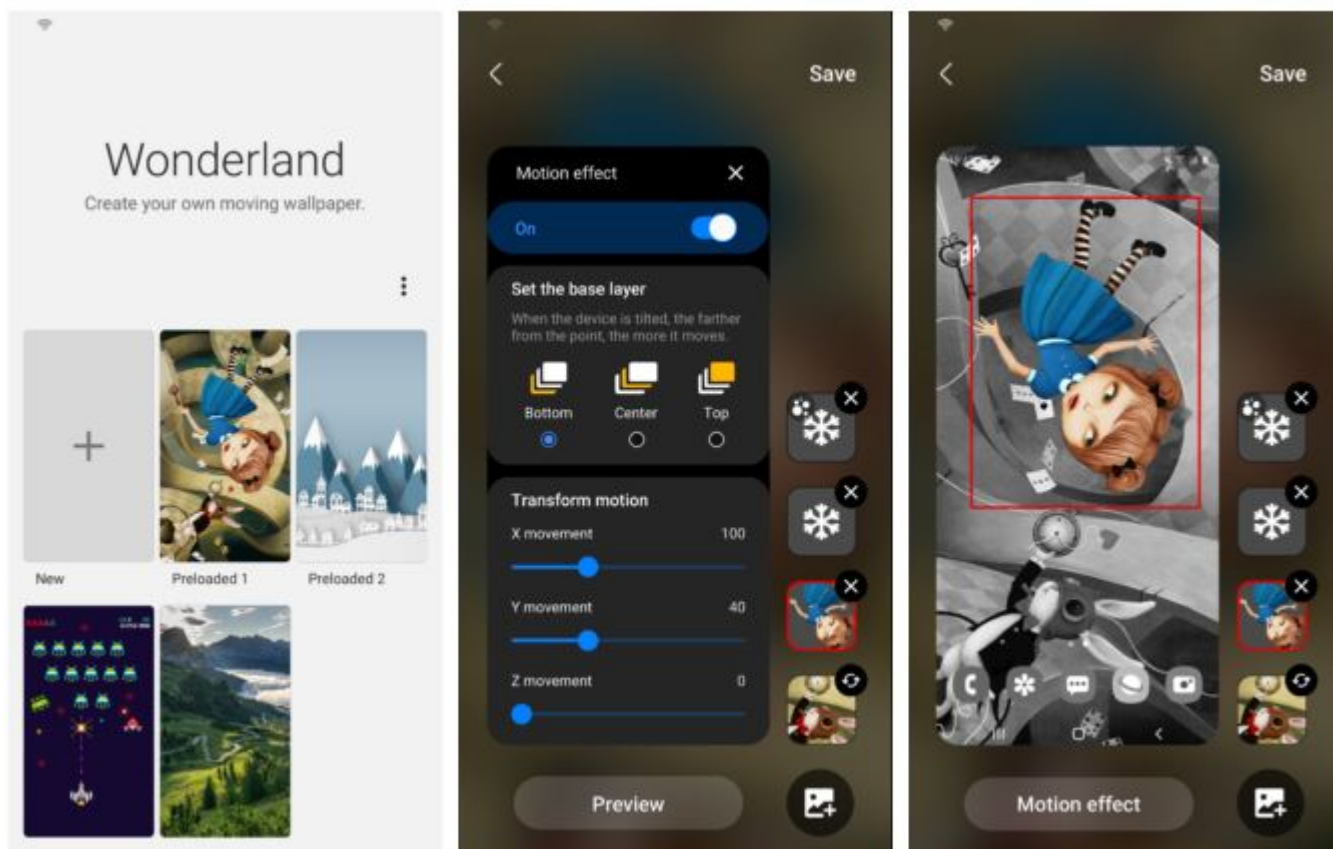 Wonderland
Create your own moving wallpaper.
New
Preloaded 1
Preloaded 2
Save
Motion effect
On
Set the base layer
When the device is tilted, the farther
from the point, the more it moves.
Bottom
Center
Top
Transform motion
X movement
100
Y movement
40
Z movement
0
Preview
Save
Motion effect